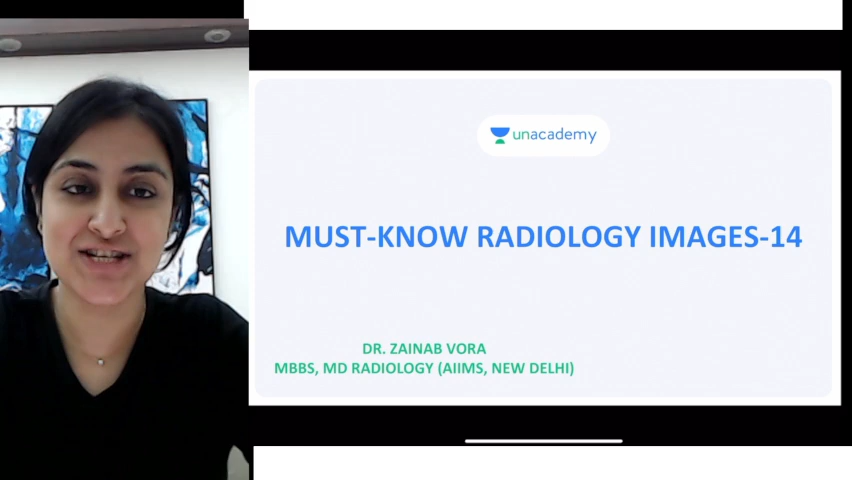 unacademy
MUST-KNOW RADIOLOGY IMAGES-14
DR. ZAINAB VORA
MBBS, MD RADIOLOGY (AIIMS, NEW DELHI)